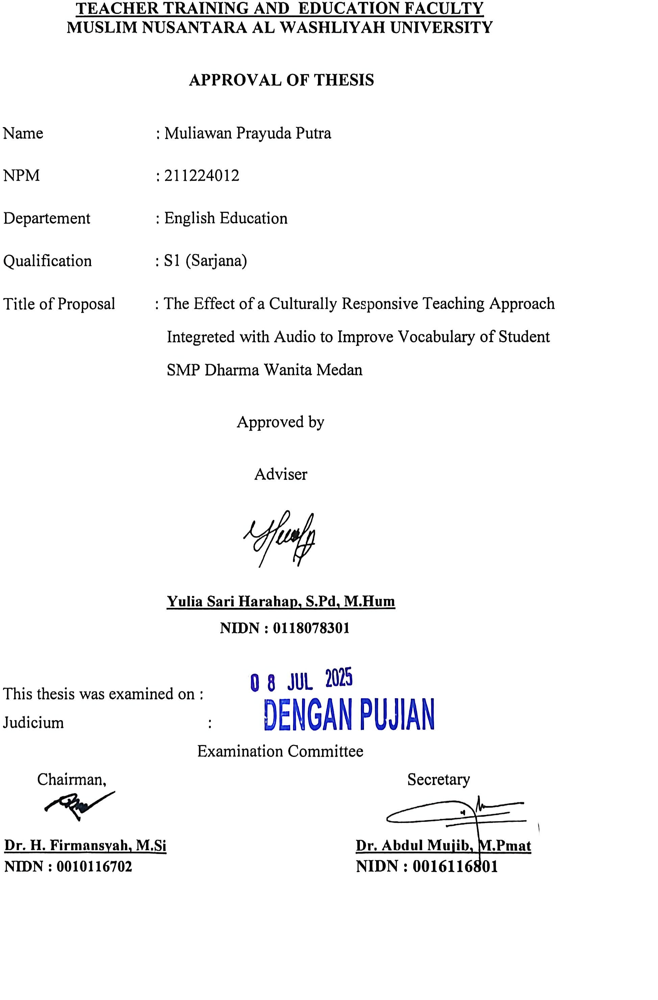 TEACHER TRAINING AND EDUCATION FACULTY
MUSLIM NUSANTARA AL WASHLIYAH UNIVERSITY
APPROVAL OF THESIS
Name : Muliawan Prayuda Putra
NPM : 211224012
Departement : English Education
Qualification : S1 (Sarjana)
Title of Proposal : The Effect of a Culturally Responsive Teaching Approach
Integreted with Audio to Improve Vocabulary of Student
SMP Dharma Wanita Medan
Approved by
Adviser
Yulia Sari Harahap, S.Pd, M.Hum
NIDN : 0118078301
This thesis was examined on : 08 JUL 2025
Judicium : DENGAN PUJIAN
Examination Committee
Chairman, Secretary
Dr. H. Firmansyah, M.Si Dr. Abdul Mujib, M.Pmat
NIDN : 0010116702 NIDN : 0016116801